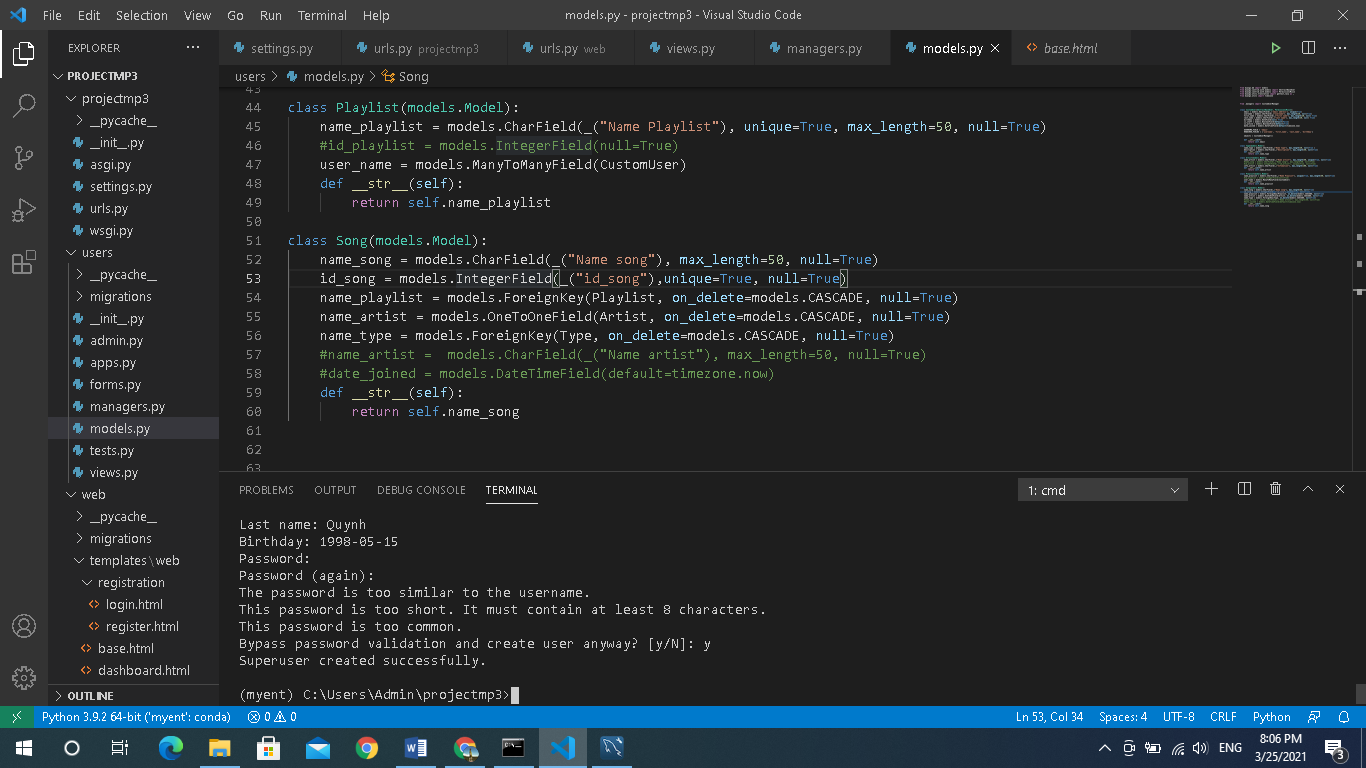 File Edit Selection View Go Run Terminal Help models.py - projectmp3 - Visual Studio Code
EXPLORER
PROJECTMP3
projectmp3
__pycache__
__init__.py
asgi.py
settings.py
urls.py
wsgi.py
users
__pycache__
migrations
__init__.py
admin.py
apps.py
forms.py
managers.py
models.py
tests.py
views.py
web
__pycache__
migrations
templates\web
registration
login.html
register.html
base.html
dashboard.html
OUTLINE
settings.py urls.py projectmp3 urls.py web views.py managers.py models.py base.html
users > models.py > Song
43
44 class Playlist(models.Model):
45 name_playlist = models.CharField(_("Name Playlist"), unique=True, max_length=50, null=True)
46 #id_playlist = models.IntegerField(null=True)
47 user_name = models.ManyToManyField(CustomUser)
48 def __str__(self):
49 return self.name_playlist
50
51 class Song(models.Model):
52 name_song = models.CharField(_("Name song"), max_length=50, null=True)
53 id_song = models.IntegerField(_("id_song"),unique=True, null=True)
54 name_playlist = models.ForeignKey(Playlist, on_delete=models.CASCADE, null=True)
55 name_artist = models.OneToOneField(Artist, on_delete=models.CASCADE, null=True)
56 name_type = models.ForeignKey(Type, on_delete=models.CASCADE, null=True)
57 #name_artist =  models.CharField(_("Name artist"), max_length=50, null=True)
58 #date_joined = models.DateTimeField(default=timezone.now)
59 def __str__(self):
60 return self.name_song
61
62
63
PROBLEMS OUTPUT DEBUG CONSOLE TERMINAL 1: cmd
Last name: Quynh
Birthday: 1998-05-15
Password:
Password (again):
The password is too similar to the username.
This password is too short. It must contain at least 8 characters.
This password is too common.
Bypass password validation and create user anyway? [y/N]: y
Superuser created successfully.
(myent) C:\Users\Admin\projectmp3>
Python 3.9.2 64-bit ('myent': conda) 0 0 Ln 53, Col 34 Spaces: 4 UTF-8 CRLF Python
ENG
8:06 PM
3/25/2021
3